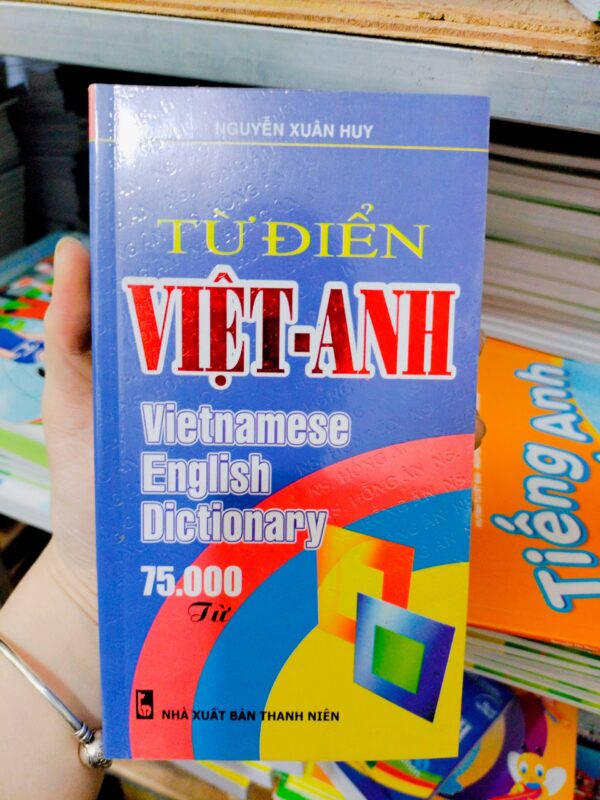 NGUYỄN XUÂN HUY
TỪ ĐIỂN
VIỆT-ANH
Vietnamese
English
Dictionary
75.000
Từ
NHÀ XUẤT BẢN THANH NIÊN
Tiếng Anh